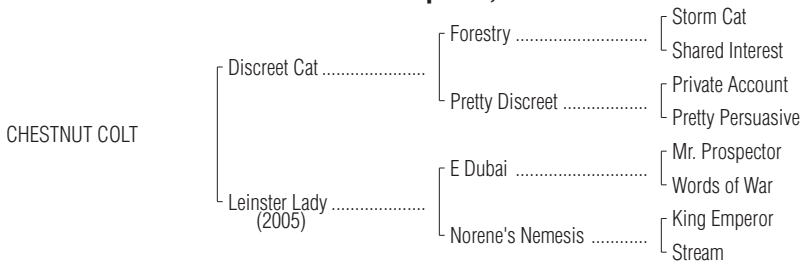 Storm Cat
Forestry
Shared Interest
Discreet Cat
Private Account
Pretty Discreet
Pretty Persuasive
CHESTNUT COLT
Mr. Prospector
E Dubai
Words of War
Leinster Lady
(2005)
King Emperor
Norene's Nemesis
Stream